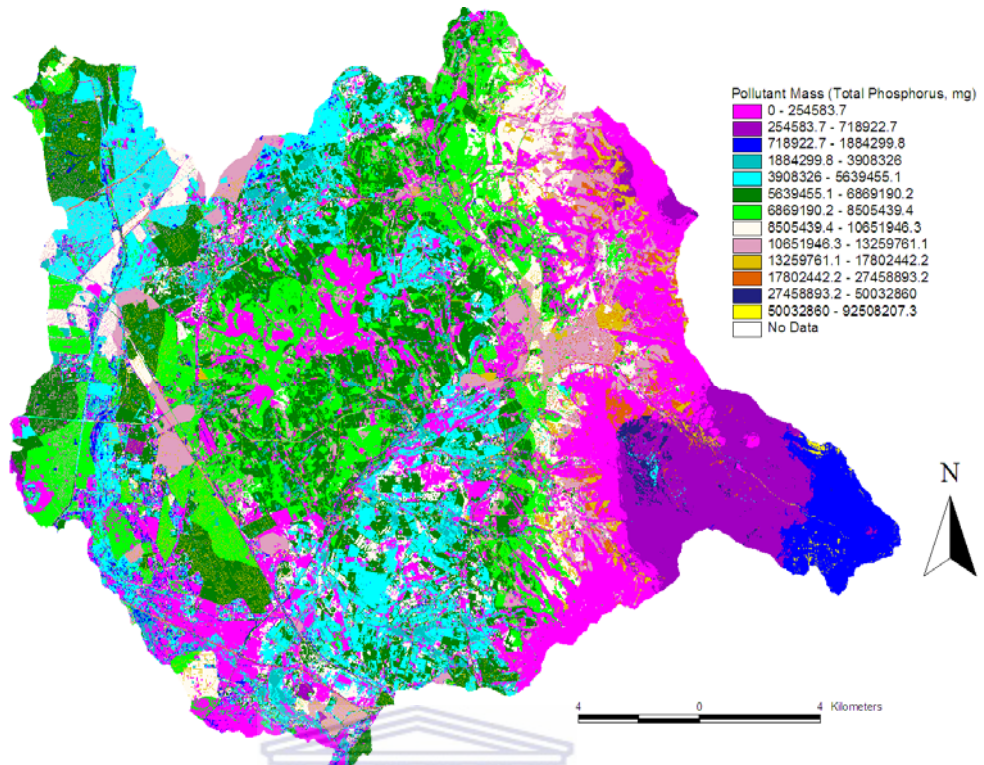 Pollutant Mass (Total Phosphorus, mg)
0 - 254583.7
254583.7 - 718922.7
718922.7 - 1884299.8
1884299.8 - 3908326
3908326 - 5639455.1
5639455.1 - 6869190.2
6869190.2 - 8505439.4
8505439.4 - 10651946.3
10651946.3 - 13259761.1
13259761.1 - 17802442.2
17802442.2 - 27458893.2
27458893.2 - 50032860
50032860 - 92508207.3
No Data
N
4 0 4 Kilometers